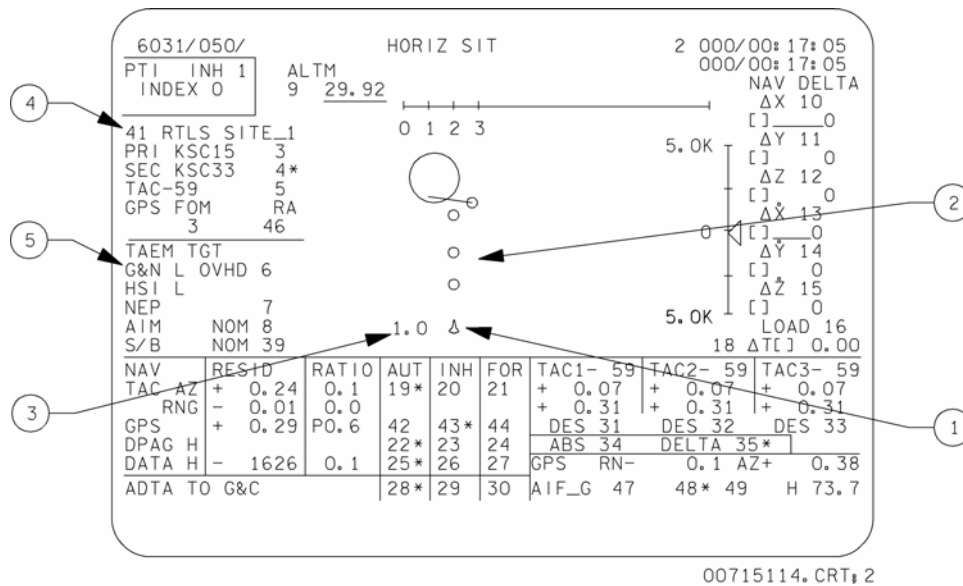 6031/050/ HORIZ SIT 2 000/00:17:05
000/00:17:05
PTI INH 1 ALTM NAV DELTA
INDEX 0 9 29.92 ΔX 10
[ ]_____0
0 1 2 3
4
41 RTLS SITE_1 5.0K ΔY 11
PRI KSC15 3 [ ] 0
SEC KSC33 4* ΔZ 12
TAC-59 5 [ ] 0
GPS FOM RA ΔẊ 13
3 46 0 [ ]____0
2
5
TAEM TGT ΔẎ 14
G&N L OVHD 6 [ ] 0
HSI L ΔŻ 15
NEP 7 [ ] 0
AIM NOM 8 1.0 5.0K LOAD 16
S/B NOM 39 18 ΔT[ ] 0.00
NAV RESID RATIO AUT INH FOR TAC1- 59 TAC2- 59 TAC3- 59
TAC AZ + 0.24 0.1 19* 20 21 + 0.07 + 0.07 + 0.07
RNG - 0.01 0.0 + 0.31 + 0.31 + 0.31
GPS + 0.29 P0.6 42 43* 44 DES 31 DES 32 DES 33
DPAG H 22* 23 24 ABS 34 DELTA 35*
DATA H - 1626 0.1 25* 26 27 GPS RN- 0.1 AZ+ 0.38
ADTA TO G&C 28* 29 30 AIF_G 47 48* 49 H 73.7
3
1
00715114.CRT; 2